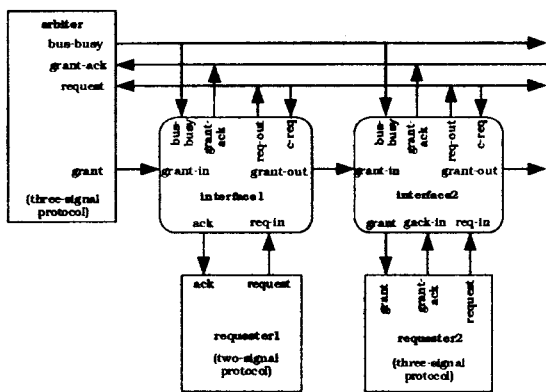 arbiter
bus-busy
grant-ack
request
grant
(three-signal
protocol)
bus-
busy
grant-
ack
req-out
c-req
grant-in
grant-out
interface1
ack
req-in
bus-
busy
grant-
ack
req-out
c-req
grant-in
grant-out
interface2
grant
gack-in
req-in
ack
request
requester1
(two-signal
protocol)
grant
grant-
ack
request
requester2
(three-signal
protocol)